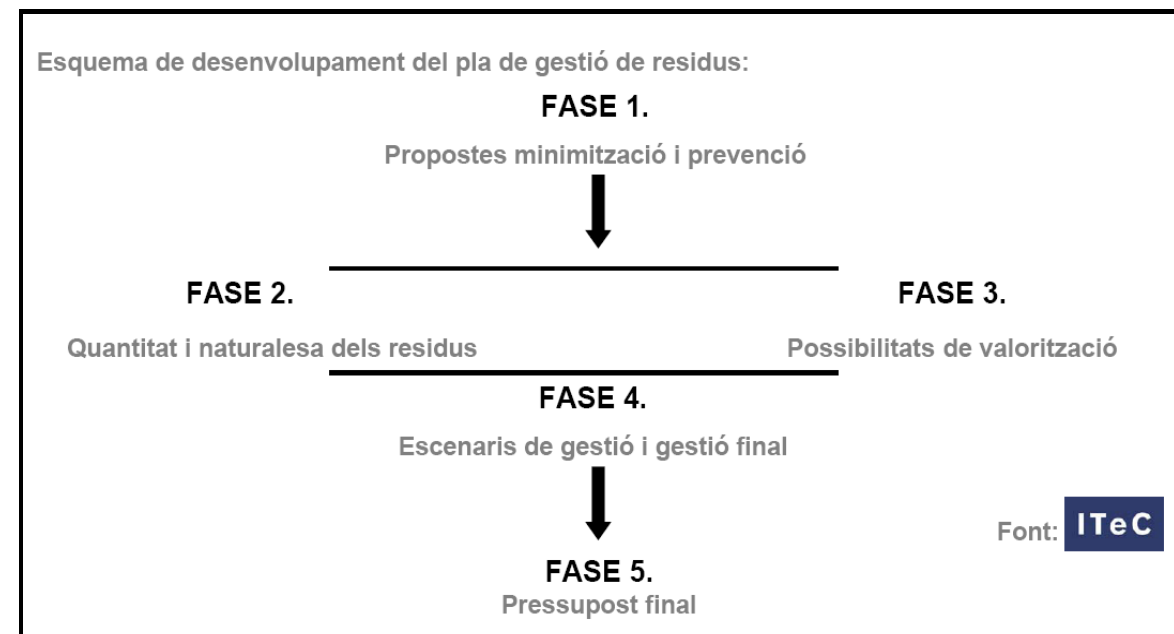 Esquema de desenvolupament del pla de gestió de residus:
FASE 1.
Propostes minimització i prevenció
FASE 2.
Quantitat i naturalesa dels residus
FASE 3.
Possibilitats de valorització
FASE 4.
Escenaris de gestió i gestió final
Font: ITeC
FASE 5.
Pressupost final